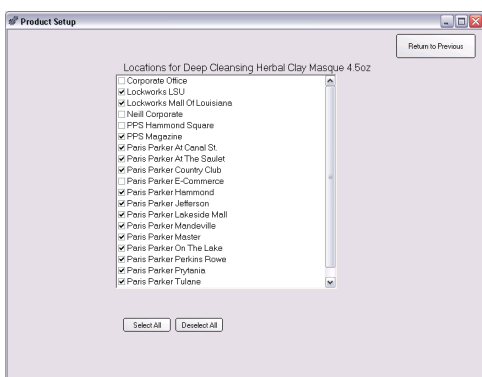 Product Setup
Return to Previous
Locations for Deep Cleansing Herbal Clay Masque 4.5oz
Corporate Office
Lockworks LSU
Lockworks Mall Of Louisiana
Neill Corporate
PPS Hammond Square
PPS Magazine
Paris Parker At Canal St.
Paris Parker At The Saulet
Paris Parker Country Club
Paris Parker E-Commerce
Paris Parker Hammond
Paris Parker Jefferson
Paris Parker Lakeside Mall
Paris Parker Mandeville
Paris Parker Master
Paris Parker On The Lake
Paris Parker Perkins Rowe
Paris Parker Prytania
Paris Parker Tulane
Select All
Deselect All